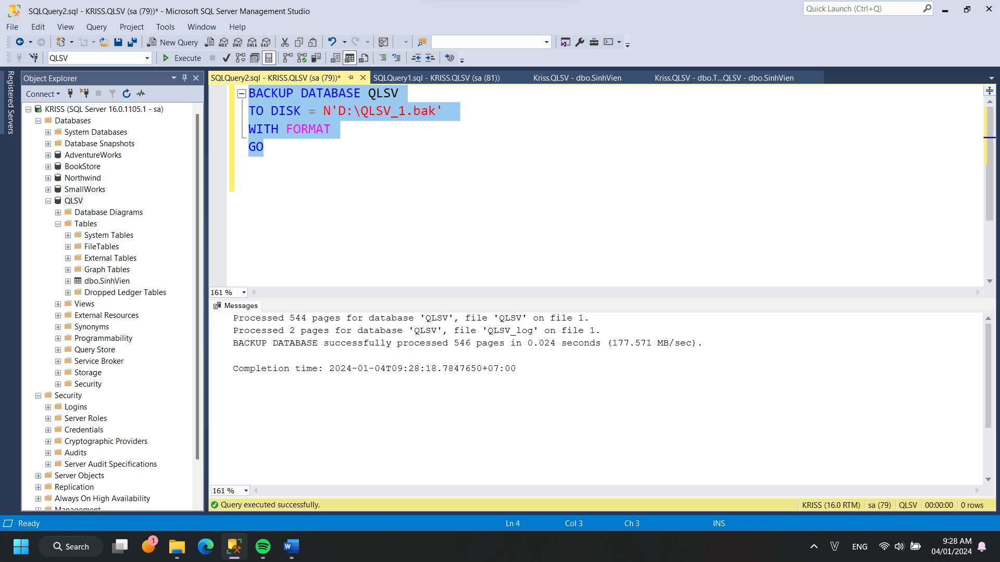 SQLQuery2.sql - KRISS.QLSV (sa (79))* - Microsoft SQL Server Management Studio
Quick Launch (Ctrl+Q)
File Edit View Query Project Tools Window Help
New Query MDX DMX XMLA DAX
QLSV Execute
Registered Servers
Object Explorer
Connect
KRISS (SQL Server 16.0.1105.1 - sa)
Databases
System Databases
Database Snapshots
AdventureWorks
BookStore
Northwind
SmallWorks
QLSV
Database Diagrams
Tables
System Tables
FileTables
External Tables
Graph Tables
dbo.SinhVien
Dropped Ledger Tables
Views
External Resources
Synonyms
Programmability
Query Store
Service Broker
Storage
Security
Security
Logins
Server Roles
Credentials
Cryptographic Providers
Audits
Server Audit Specifications
Server Objects
Replication
Always On High Availability
Management
SQLQuery2.sql - KRISS.QLSV (sa (79))* SQLQuery1.sql - KRISS.QLSV (sa (81)) Kriss.QLSV - dbo.SinhVien Kriss.QLSV - dbo.T...QLSV - dbo.SinhVien
BACKUP DATABASE QLSV
TO DISK = N'D:\QLSV_1.bak'
WITH FORMAT
GO
161 %
Messages
Processed 544 pages for database 'QLSV', file 'QLSV' on file 1.
Processed 2 pages for database 'QLSV', file 'QLSV_log' on file 1.
BACKUP DATABASE successfully processed 546 pages in 0.024 seconds (177.571 MB/sec).
Completion time: 2024-01-04T09:28:18.7847650+07:00
161 %
Query executed successfully. KRISS (16.0 RTM) sa (79) QLSV 00:00:00 0 rows
Ready Ln 4 Col 3 Ch 3 INS
Search 1 ENG 9:28 AM
04/01/2024